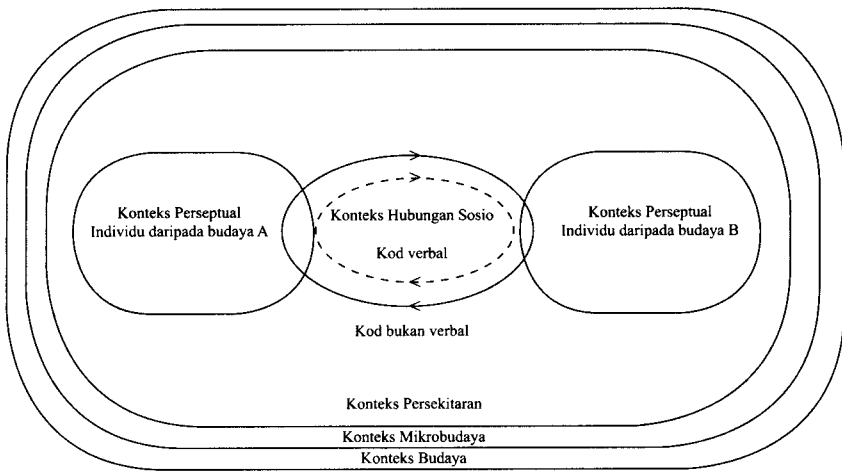 Konteks Perseptual
Individu daripada budaya A
Konteks Hubungan Sosio
Kod verbal
Konteks Perseptual
Individu daripada budaya B
Kod bukan verbal
Konteks Persekitaran
Konteks Mikrobudaya
Konteks Budaya